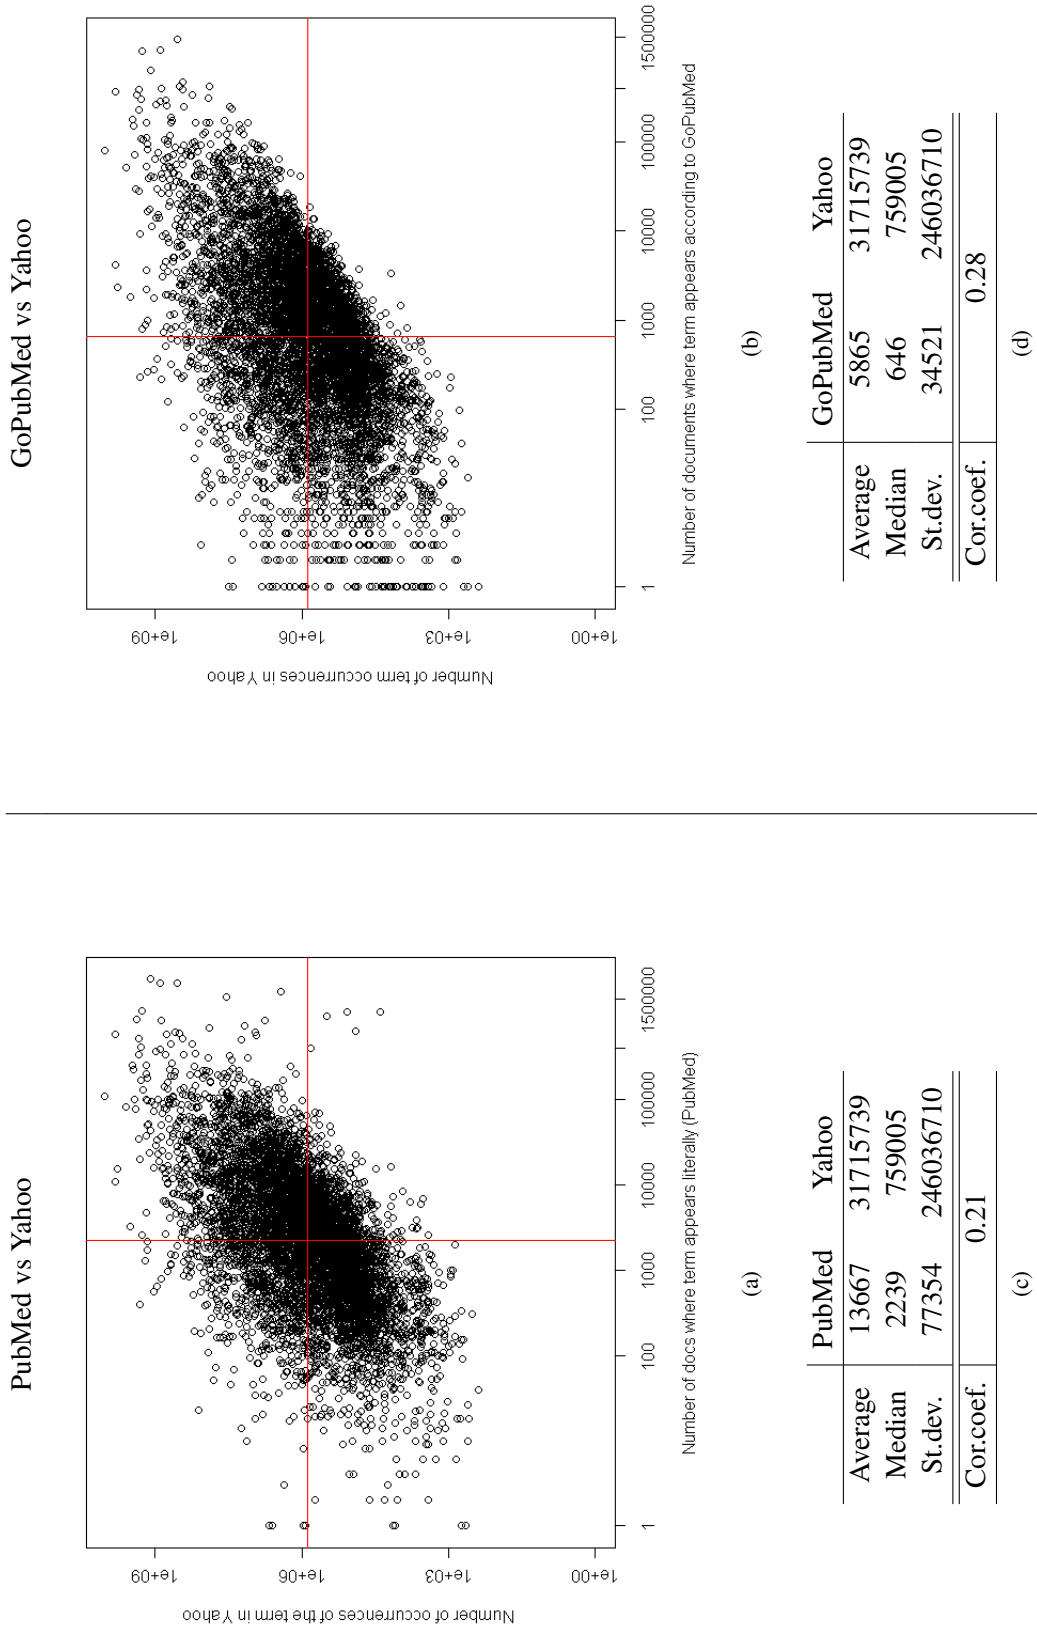 PubMed vs Yahoo
Number of occurrences of the term in Yahoo
1e+09
1e+06
1e+03
1e+00
1
100
1000
10000
100000
1500000
Number of docs where term appears literally (PubMed)
(a)
PubMed Yahoo
Average 13667 31715739
Median 2239 759005
St.dev. 77354 246036710
Cor.coef. 0.21
(c)
GoPubMed vs Yahoo
Number of term occurrences in Yahoo
1e+09
1e+06
1e+03
1e+00
1
100
1000
10000
100000
1500000
Number of documents where term appears according to GoPubMed
(b)
GoPubMed Yahoo
Average 5865 31715739
Median 646 759005
St.dev. 34521 246036710
Cor.coef. 0.28
(d)